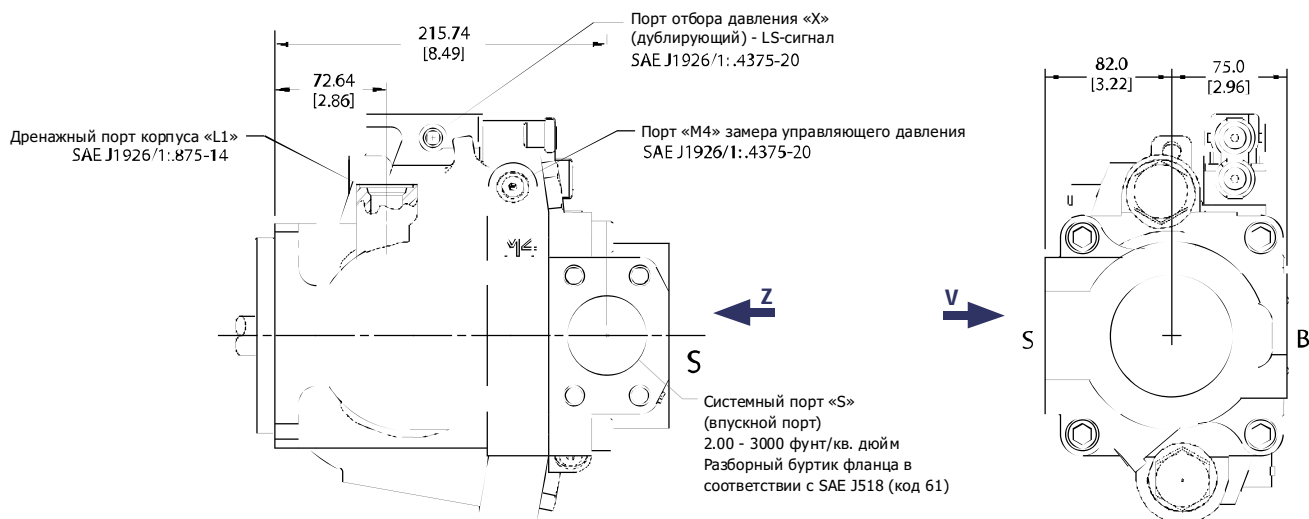 Порт отбора давления «X»
(дублирующий) - LS-сигнал
SAE J1926/1:.4375-20
215.74
[8.49]
72.64
[2.86]
82.0
[3.22]
75.0
[2.96]
Дренажный порт корпуса «L1»
SAE J1926/1:.875-14
Порт «M4» замера управляющего давления
SAE J1926/1:.4375-20
M4
Z
V
S
S
B
Системный порт «S»
(впускной порт)
2.00 - 3000 фунт/кв. дюйм
Разборный буртик фланца в
соответствии с SAE J518 (код 61)